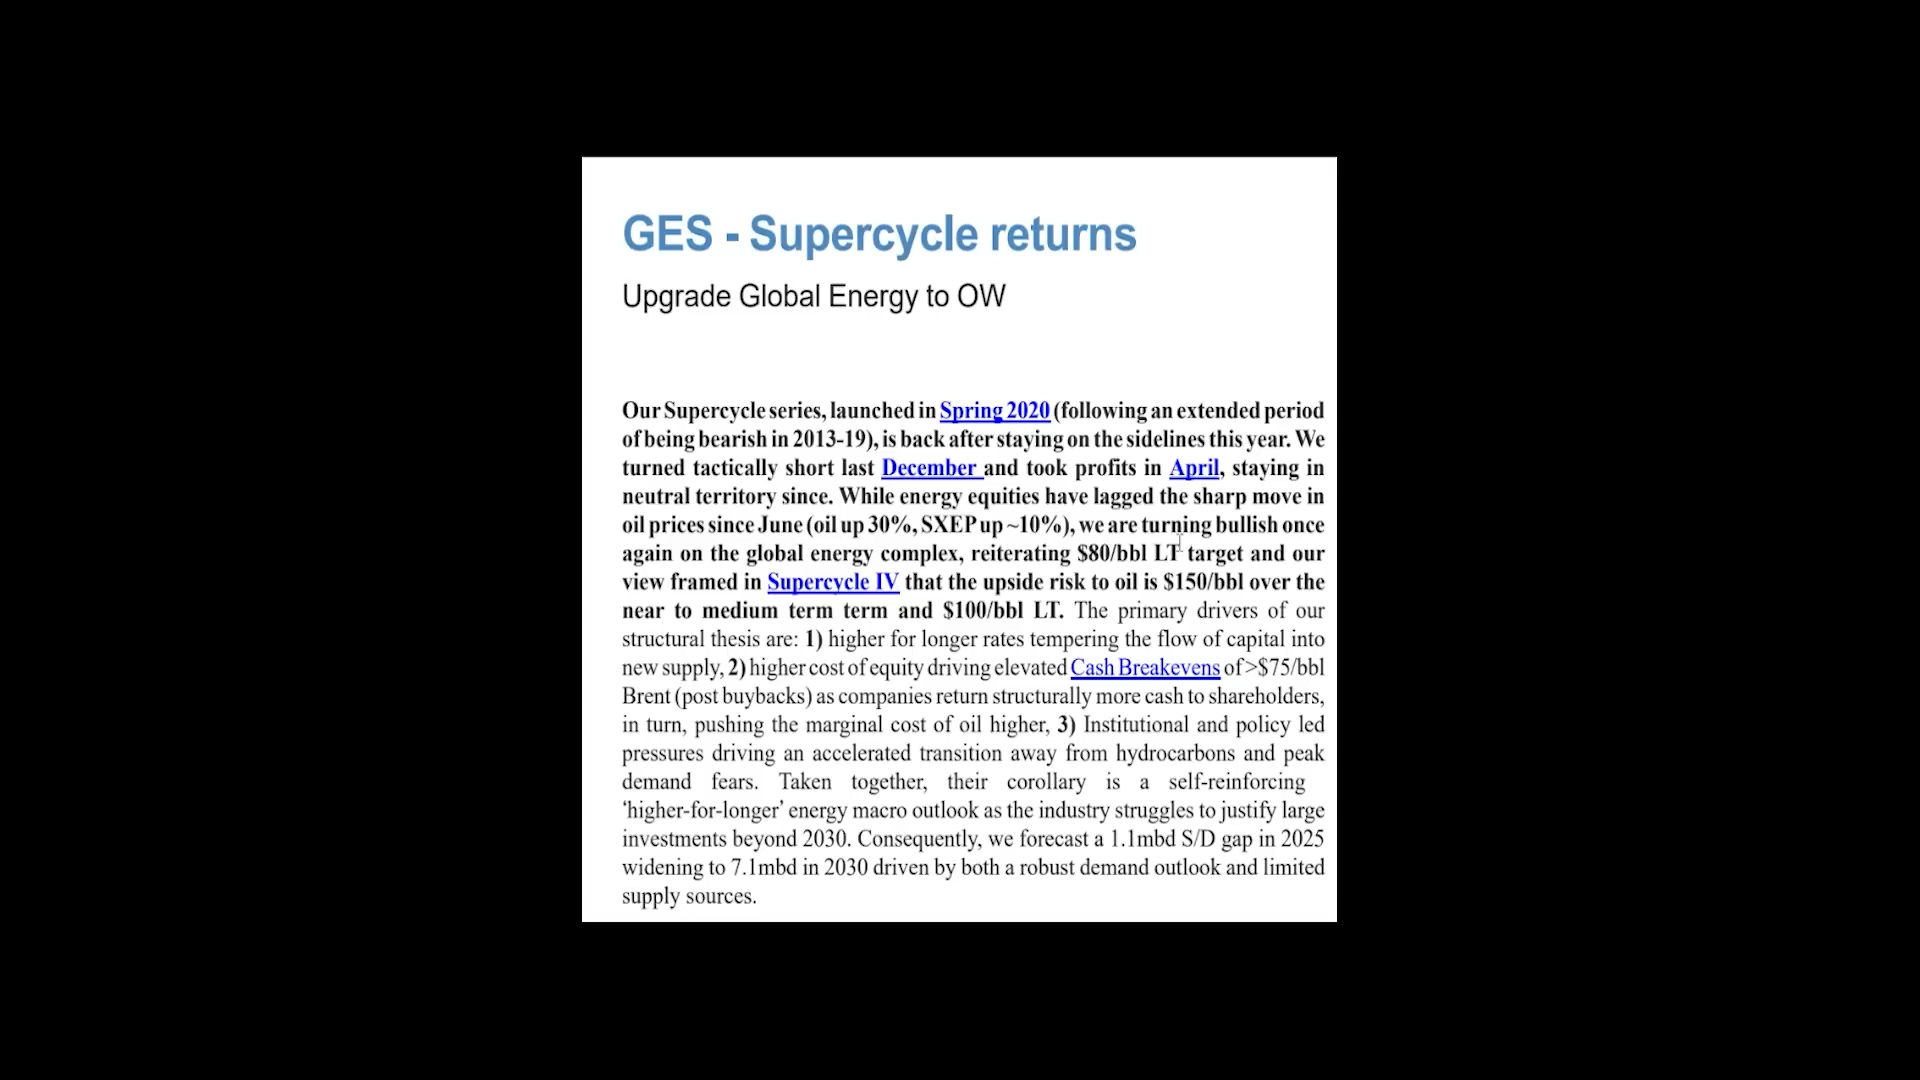 GES - Supercycle returns
Upgrade Global Energy to OW
Our Supercycle series, launched in Spring 2020 (following an extended period
of being bearish in 2013-19), is back after staying on the sidelines this year. We
turned tactically short last December and took profits in April, staying in
neutral territory since. While energy equities have lagged the sharp move in
oil prices since June (oil up 30%, SXEP up ~10%), we are turning bullish once
again on the global energy complex, reiterating $80/bbl LT target and our
view framed in Supercycle IV that the upside risk to oil is $150/bbl over the
near to medium term term and $100/bbl LT. The primary drivers of our
structural thesis are: 1) higher for longer rates tempering the flow of capital into
new supply, 2) higher cost of equity driving elevated Cash Breakevens of >$75/bbl
Brent (post buybacks) as companies return structurally more cash to shareholders,
in turn, pushing the marginal cost of oil higher, 3) Institutional and policy led
pressures driving an accelerated transition away from hydrocarbons and peak
demand fears. Taken together, their corollary is a self-reinforcing
‘higher-for-longer’ energy macro outlook as the industry struggles to justify large
investments beyond 2030. Consequently, we forecast a 1.1mbd S/D gap in 2025
widening to 7.1mbd in 2030 driven by both a robust demand outlook and limited
supply sources.